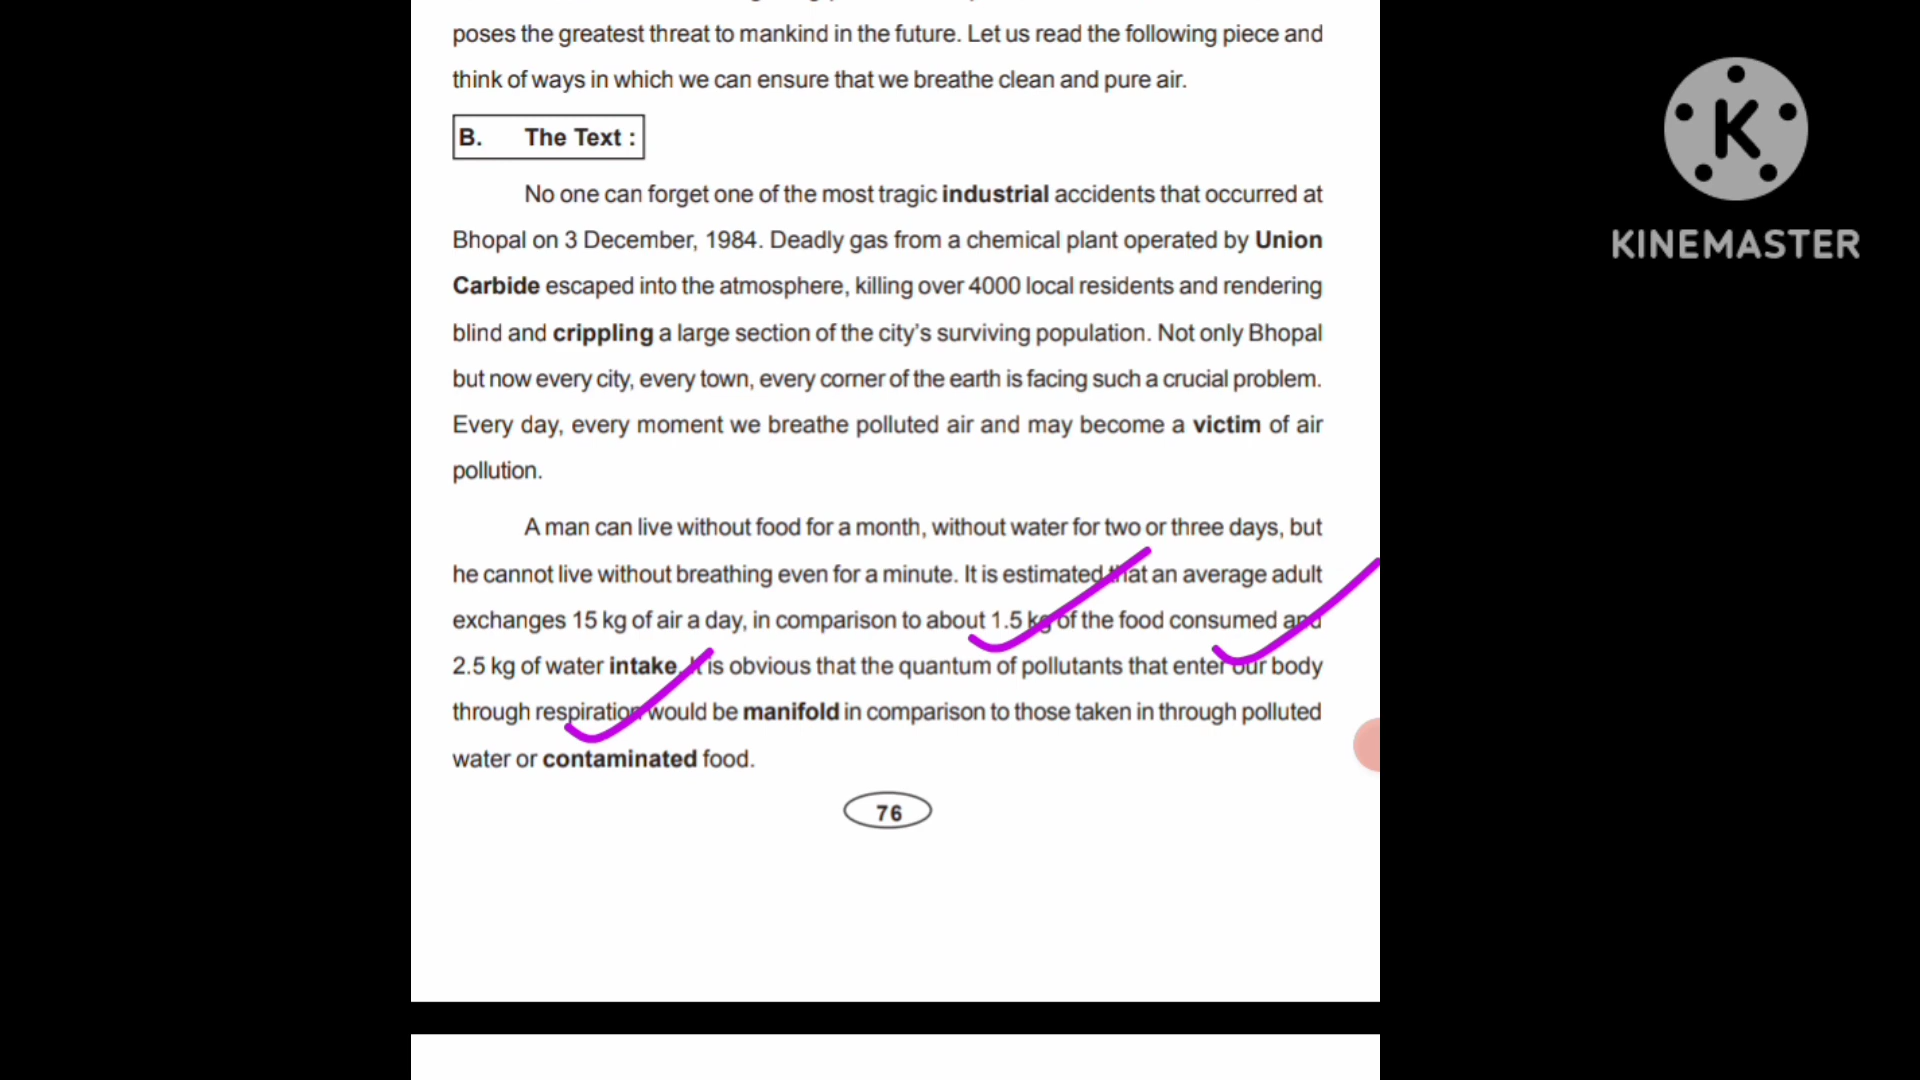 poses the greatest threat to mankind in the future. Let us read the following piece and
think of ways in which we can ensure that we breathe clean and pure air.
B. The Text :
No one can forget one of the most tragic industrial accidents that occurred at
Bhopal on 3 December, 1984. Deadly gas from a chemical plant operated by Union
Carbide escaped into the atmosphere, killing over 4000 local residents and rendering
blind and crippling a large section of the city's surviving population. Not only Bhopal
but now every city, every town, every corner of the earth is facing such a crucial problem.
Every day, every moment we breathe polluted air and may become a victim of air
pollution.
A man can live without food for a month, without water for two or three days, but
he cannot live without breathing even for a minute. It is estimated that an average adult
exchanges 15 kg of air a day, in comparison to about 1.5 kg of the food consumed and
2.5 kg of water intake. It is obvious that the quantum of pollutants that enter our body
through respiration would be manifold in comparison to those taken in through polluted
water or contaminated food.
76
K
KINEMASTER